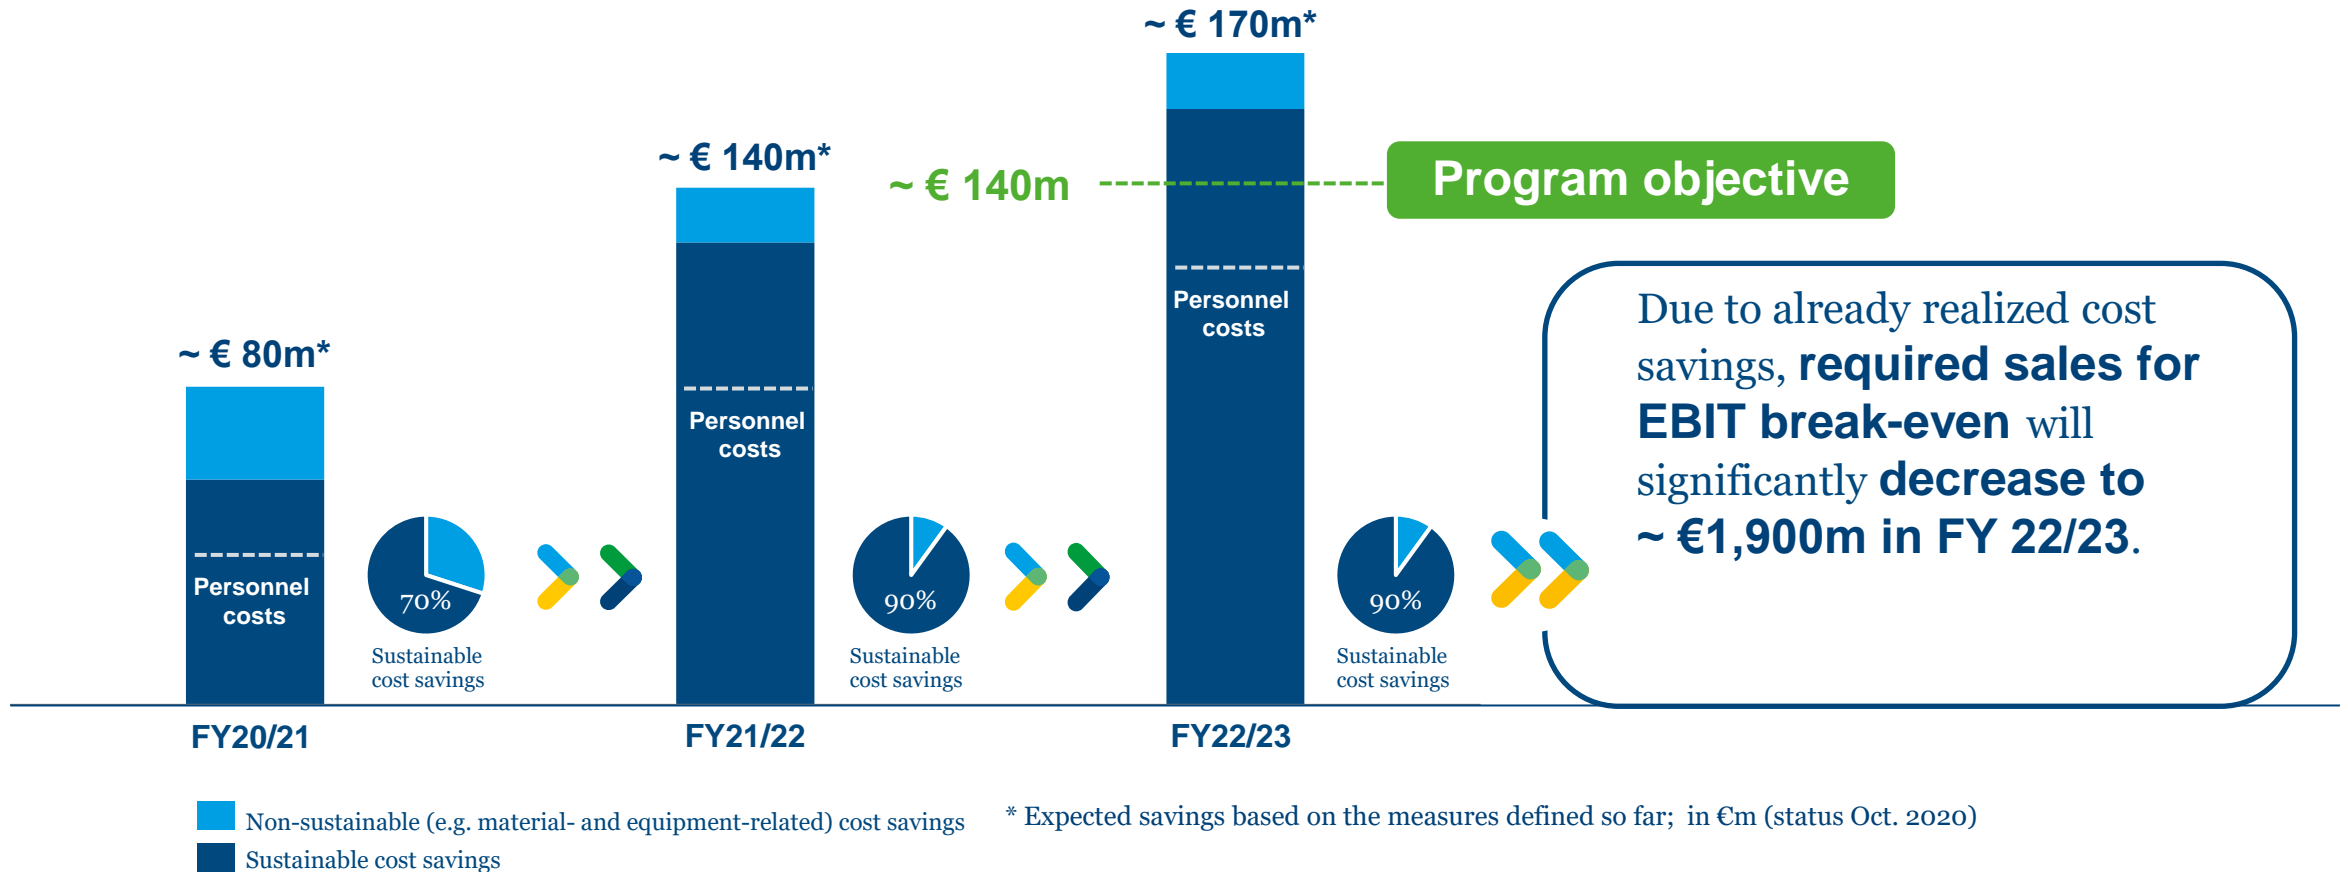 ~ € 170m*
~ € 140m*
~ € 140m
Program objective
~ € 80m*
Personnel
costs
Personnel
costs
Personnel
costs
Due to already realized cost
savings, required sales for
EBIT break-even will
significantly decrease to
~ €1,900m in FY 22/23.
70%
90%
90%
Sustainable
cost savings
Sustainable
cost savings
Sustainable
cost savings
FY20/21
FY21/22
FY22/23
Non-sustainable (e.g. material- and equipment-related) cost savings
* Expected savings based on the measures defined so far; in €m (status Oct. 2020)
Sustainable cost savings